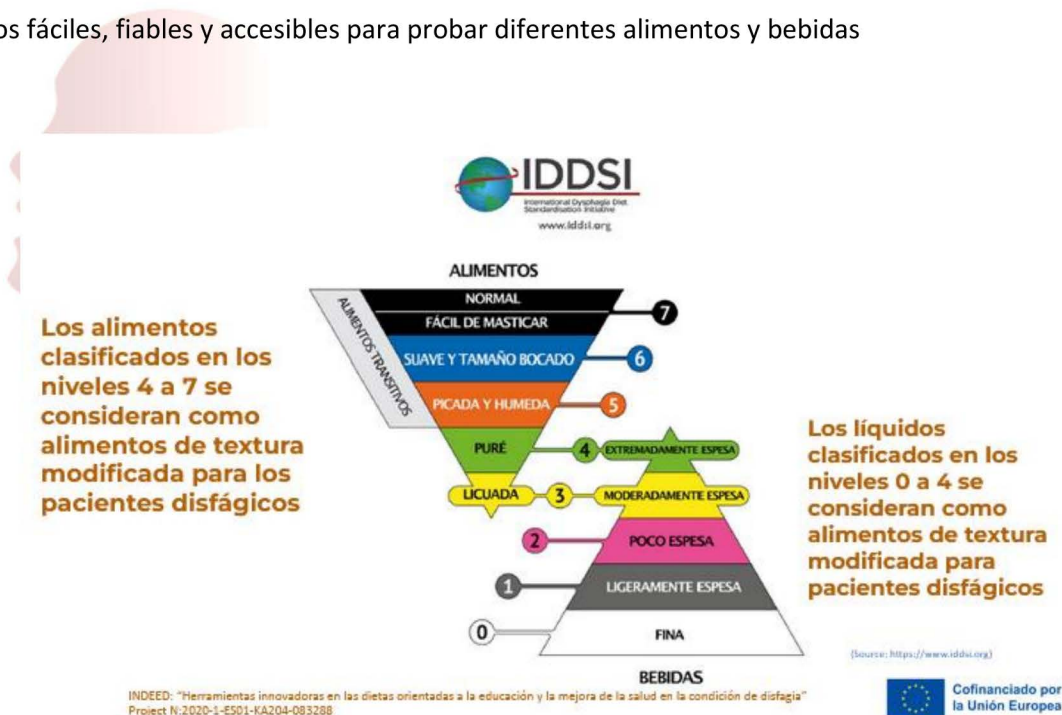 os fáciles, fiables y accesibles para probar diferentes alimentos y bebidas
IDDSI
International Dysphagia Diet
Standardisation Initiative
www.iddsi.org
ALIMENTOS
ALIMENTOS TRANSITIVOS
NORMAL
FÁCIL DE MASTICAR
7
SUAVE Y TAMAÑO BOCADO
6
PICADA Y HUMEDA
5
PURÉ
4
EXTREMADAMENTE ESPESA
LICUADA
3
MODERADAMENTE ESPESA
2
POCO ESPESA
1
LIGERAMENTE ESPESA
0
FINA
BEBIDAS
Los alimentos
clasificados en los
niveles 4 a 7 se
consideran como
alimentos de textura
modificada para los
pacientes disfágicos
Los líquidos
clasificados en los
niveles 0 a 4 se
consideran como
alimentos de textura
modificada para
pacientes disfágicos
(Source: https://www.iddsi.org)
INDEED: "Herramientas innovadoras en las dietas orientadas a la educación y la mejora de la salud en la condición de disfagia"
Project N:2020-1-ES01-KA204-083288
Cofinanciado por
la Unión Europea